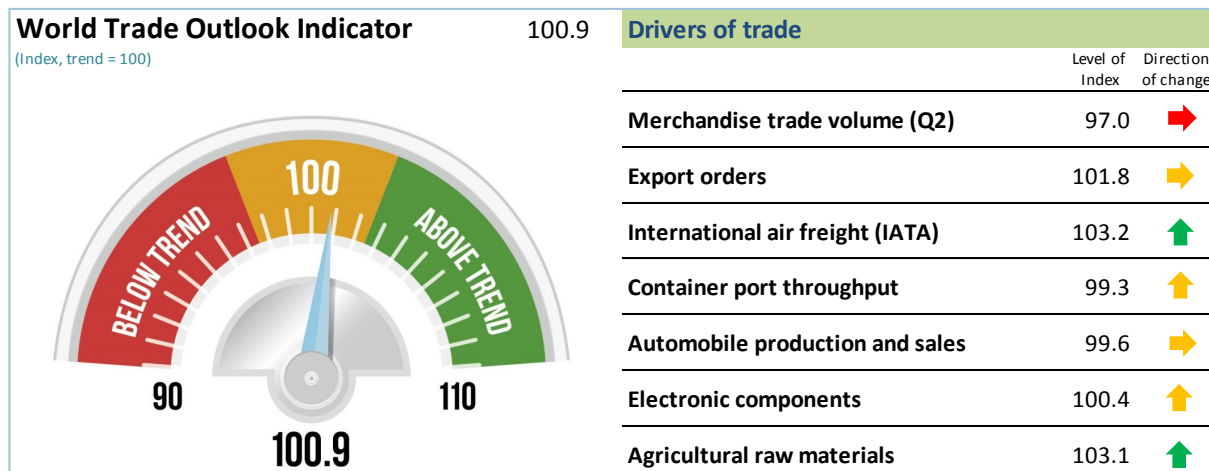 World Trade Outlook Indicator 100.9
(Index, trend = 100)
100
BELOW TREND
ABOVE TREND
90
110
100.9
Drivers of trade
Level of Index
Direction of change
Merchandise trade volume (Q2) 97.0
Export orders 101.8
International air freight (IATA) 103.2
Container port throughput 99.3
Automobile production and sales 99.6
Electronic components 100.4
Agricultural raw materials 103.1